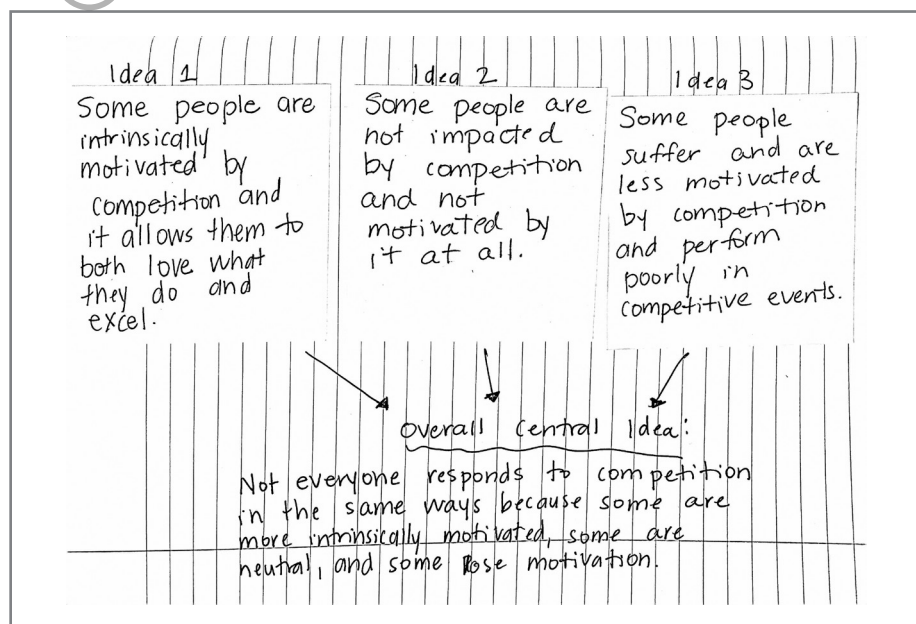 Idea 1
Some people are
intrinsically
motivated by
competition and
it allows them to
both love what
they do and
excel.
Idea 2
Some people are
not impacted
by competition
and not
motivated by
it at all.
Idea 3
Some people
suffer and are
less motivated
by competition
and perform
poorly in
competitive events.
Overall Central Idea:
Not everyone responds to competition
in the same ways because some are
more intrinsically motivated, some are
neutral, and some lose motivation.